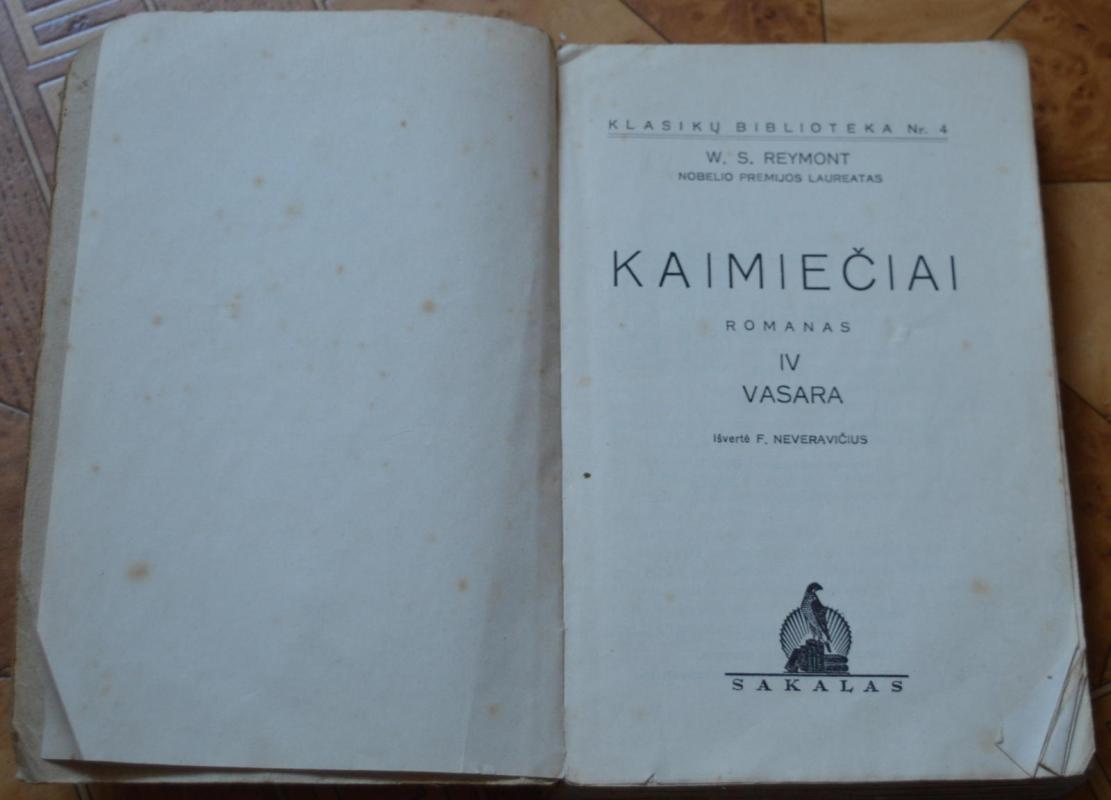 KLASIKŲ BIBLIOTEKA Nr. 4
W. S. REYMONT
NOBELIO PREMIJOS LAUREATAS
KAIMIEČIAI
ROMANAS
IV
VASARA
Išvertė F. NEVERAVIČIUS
SAKALAS